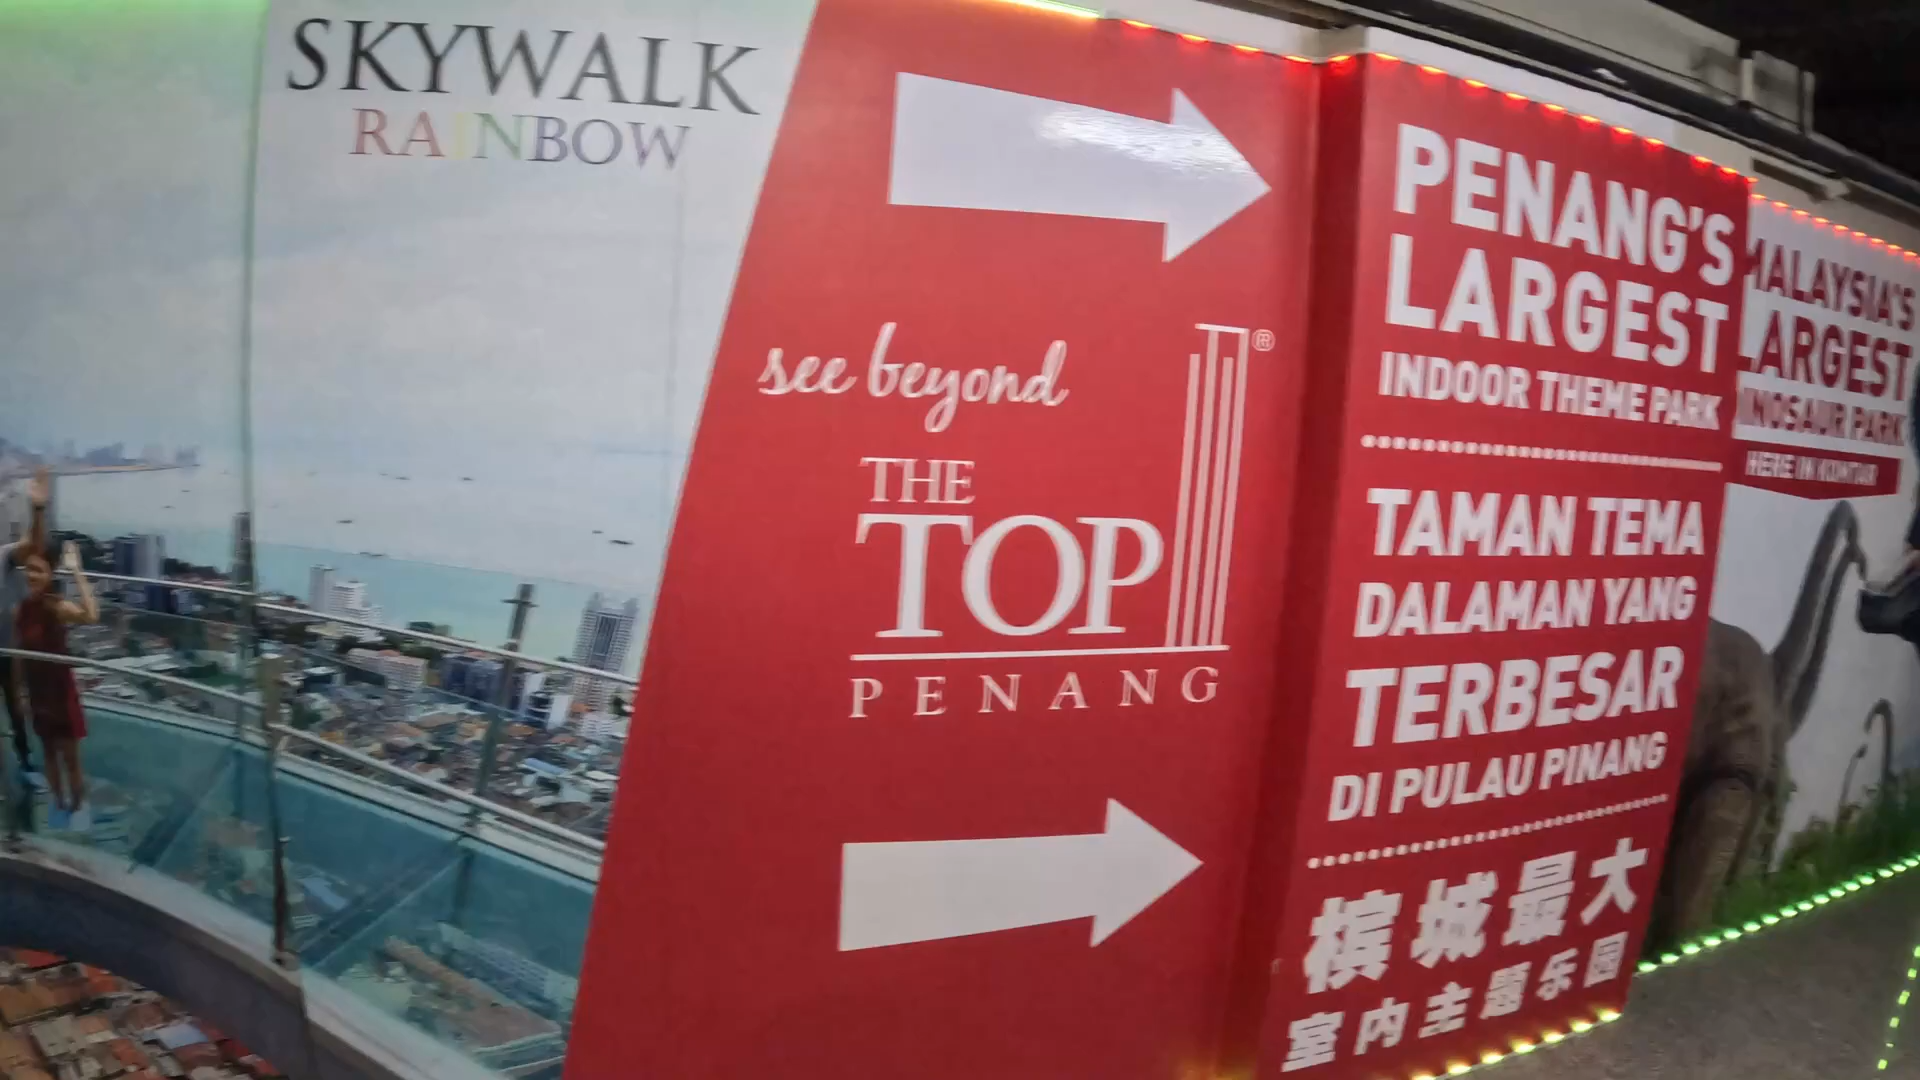 SKYWALK
RAINBOW
see beyond
THE
TOP
®
PENANG
PENANG'S
LARGEST
INDOOR THEME PARK
TAMAN TEMA
DALAMAN YANG
TERBESAR
DI PULAU PINANG
槟城最大
室内主题乐园
MALAYSIA'S
LARGEST
DINOSAUR PARK
HERE IN KOMTAR